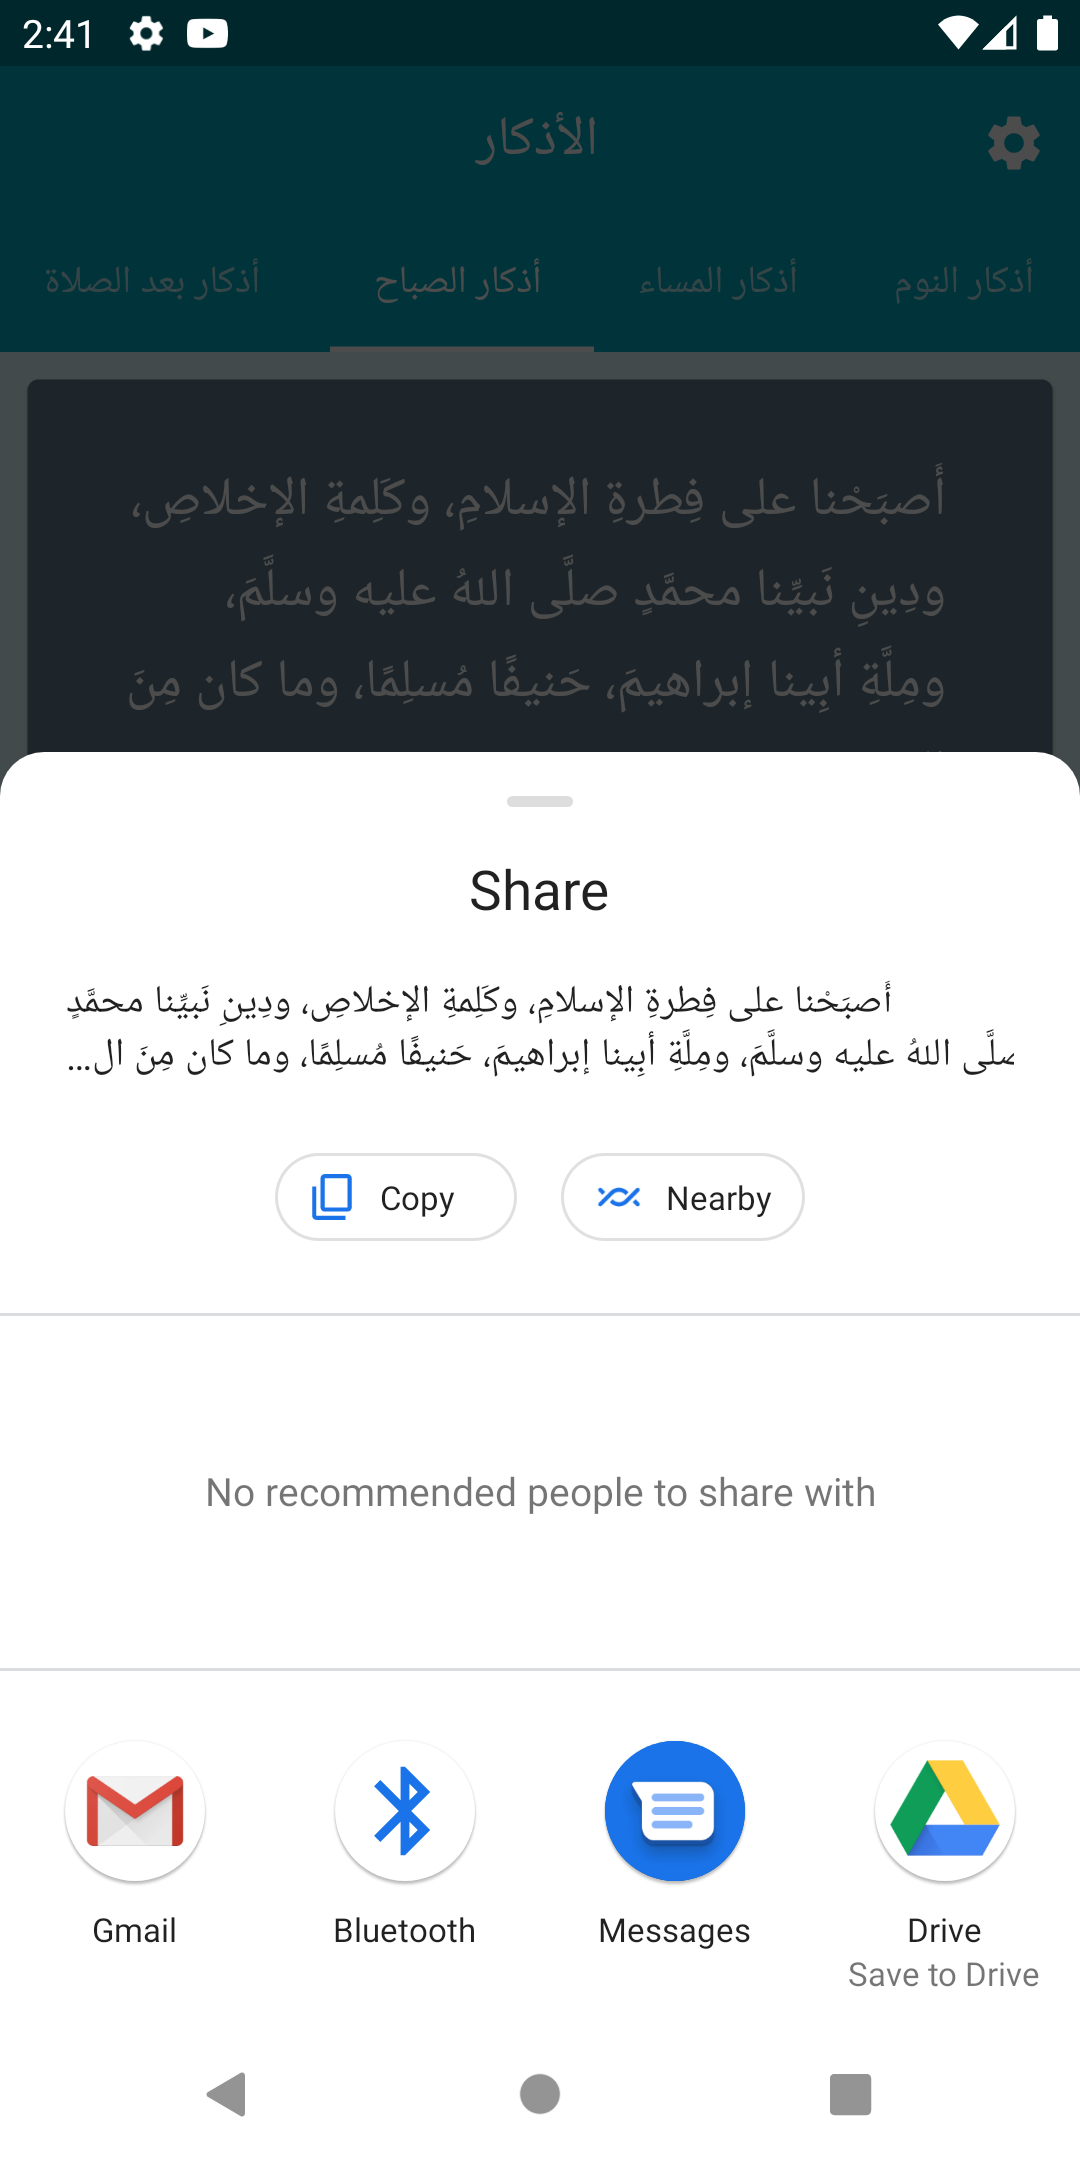 2:41
الأذكار
أذكار بعد الصلاة
أذكار الصباح
أذكار المساء
أذكار النوم
أَصبَحْنا على فِطرةِ الإسلامِ، وكَلِمةِ الإخلاصِ،
ودِينِ نَبيِّنا محمَّدٍ صلَّى اللهُ عليه وسلَّمَ،
ومِلَّةِ أبِينا إبراهيمَ، حَنيفًا مُسلِمًا، وما كان مِنَ
Share
أَصبَحْنا على فِطرةِ الإسلامِ، وكَلِمةِ الإخلاصِ، ودِينِ نَبيِّنا محمَّدٍ
صلَّى اللهُ عليه وسلَّمَ، ومِلَّةِ أبِينا إبراهيمَ، حَنيفًا مُسلِمًا، وما كان مِنَ ال...
Copy
Nearby
No recommended people to share with
Gmail
Bluetooth
Messages
Drive
Save to Drive